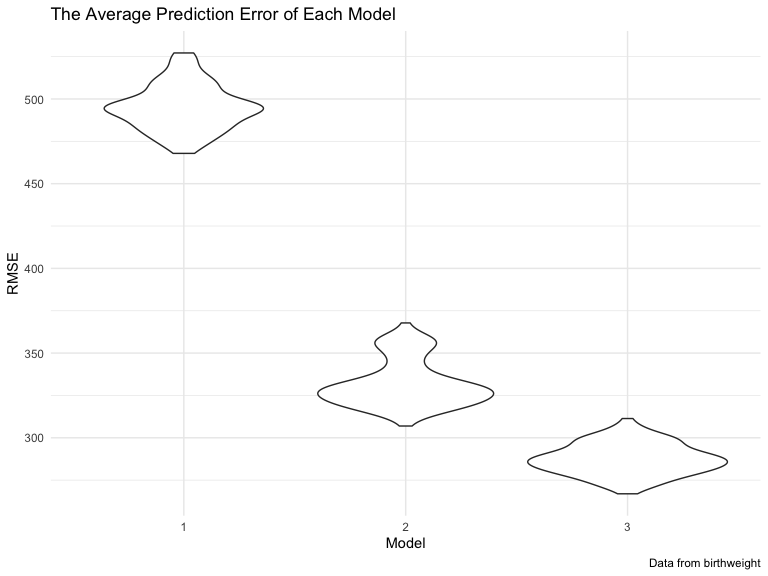 The Average Prediction Error of Each Model
RMSE
500
450
400
350
300
1 2 3
Model
Data from birthweight